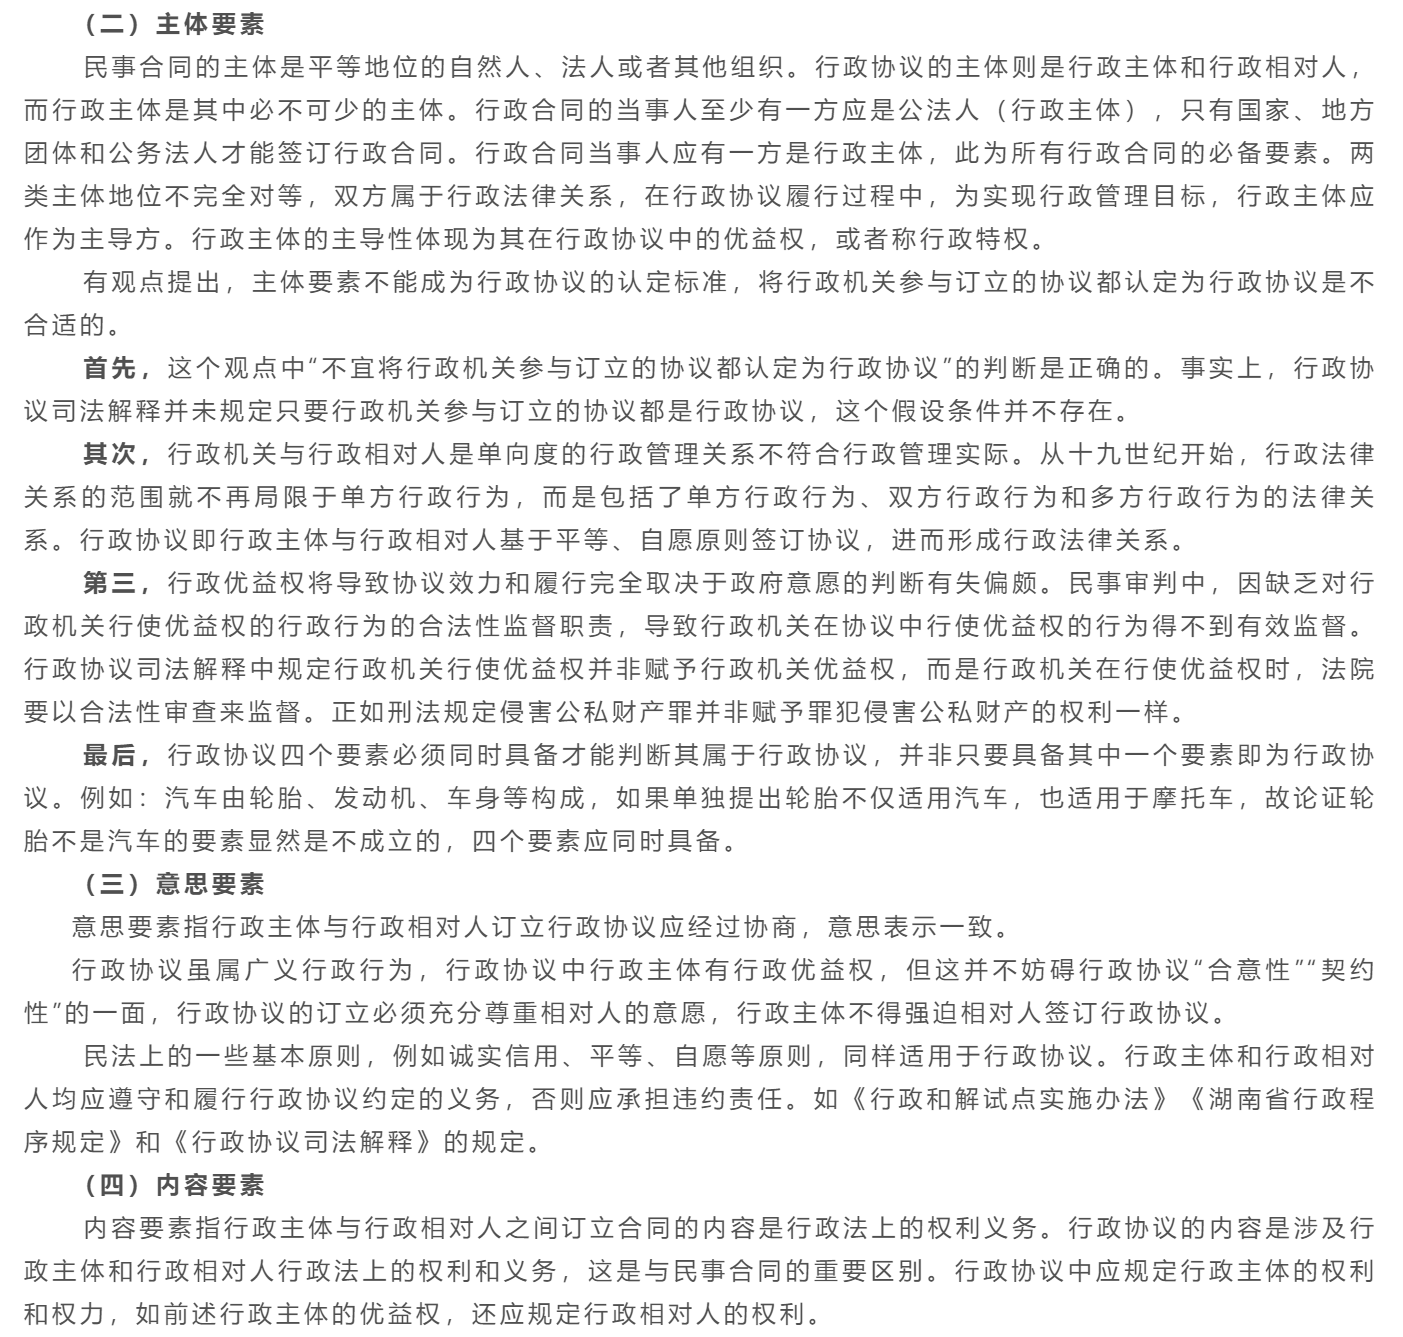 （二）主体要素
民事合同的主体是平等地位的自然人、法人或者其他组织。行政协议的主体则是行政主体和行政相对人，
而行政主体是其中必不可少的主体。行政合同的当事人至少有一方应是公法人（行政主体），只有国家、地方
团体和公务法人才能签订行政合同。行政合同当事人应有一方是行政主体，此为所有行政合同的必备要素。两
类主体地位不完全对等，双方属于行政法律关系，在行政协议履行过程中，为实现行政管理目标，行政主体应
作为主导方。行政主体的主导性体现为其在行政协议中的优益权，或者称行政特权。
有观点提出，主体要素不能成为行政协议的认定标准，将行政机关参与订立的协议都认定为行政协议是不
合适的。
首先，这个观点中“不宜将行政机关参与订立的协议都认定为行政协议”的判断是正确的。事实上，行政协
议司法解释并未规定只要行政机关参与订立的协议都是行政协议，这个假设条件并不存在。
其次，行政机关与行政相对人是单向度的行政管理关系不符合行政管理实际。从十九世纪开始，行政法律
关系的范围就不再局限于单方行政行为，而是包括了单方行政行为、双方行政行为和多方行政行为的法律关
系。行政协议即行政主体与行政相对人基于平等、自愿原则签订协议，进而形成行政法律关系。
第三，行政优益权将导致协议效力和履行完全取决于政府意愿的判断有失偏颇。民事审判中，因缺乏对行
政机关行使优益权的行政行为的合法性监督职责，导致行政机关在协议中行使优益权的行为得不到有效监督。
行政协议司法解释中规定行政机关行使优益权并非赋予行政机关优益权，而是行政机关在行使优益权时，法院
要以合法性审查来监督。正如刑法规定侵害公私财产罪并非赋予罪犯侵害公私财产的权利一样。
最后，行政协议四个要素必须同时具备才能判断其属于行政协议，并非只要具备其中一个要素即为行政协
议。例如：汽车由轮胎、发动机、车身等构成，如果单独提出轮胎不仅适用汽车，也适用于摩托车，故论证轮
胎不是汽车的要素显然是不成立的，四个要素应同时具备。
（三）意思要素
意思要素指行政主体与行政相对人订立行政协议应经过协商，意思表示一致。
行政协议虽属广义行政行为，行政协议中行政主体有行政优益权，但这并不妨碍行政协议“合意性”“契约
性”的一面，行政协议的订立必须充分尊重相对人的意愿，行政主体不得强迫相对人签订行政协议。
民法上的一些基本原则，例如诚实信用、平等、自愿等原则，同样适用于行政协议。行政主体和行政相对
人均应遵守和履行行政协议约定的义务，否则应承担违约责任。如《行政和解试点实施办法》《湖南省行政程
序规定》和《行政协议司法解释》的规定。
（四）内容要素
内容要素指行政主体与行政相对人之间订立合同的内容是行政法上的权利义务。行政协议的内容是涉及行
政主体和行政相对人行政法上的权利和义务，这是与民事合同的重要区别。行政协议中应规定行政主体的权利
和权力，如前述行政主体的优益权，还应规定行政相对人的权利。